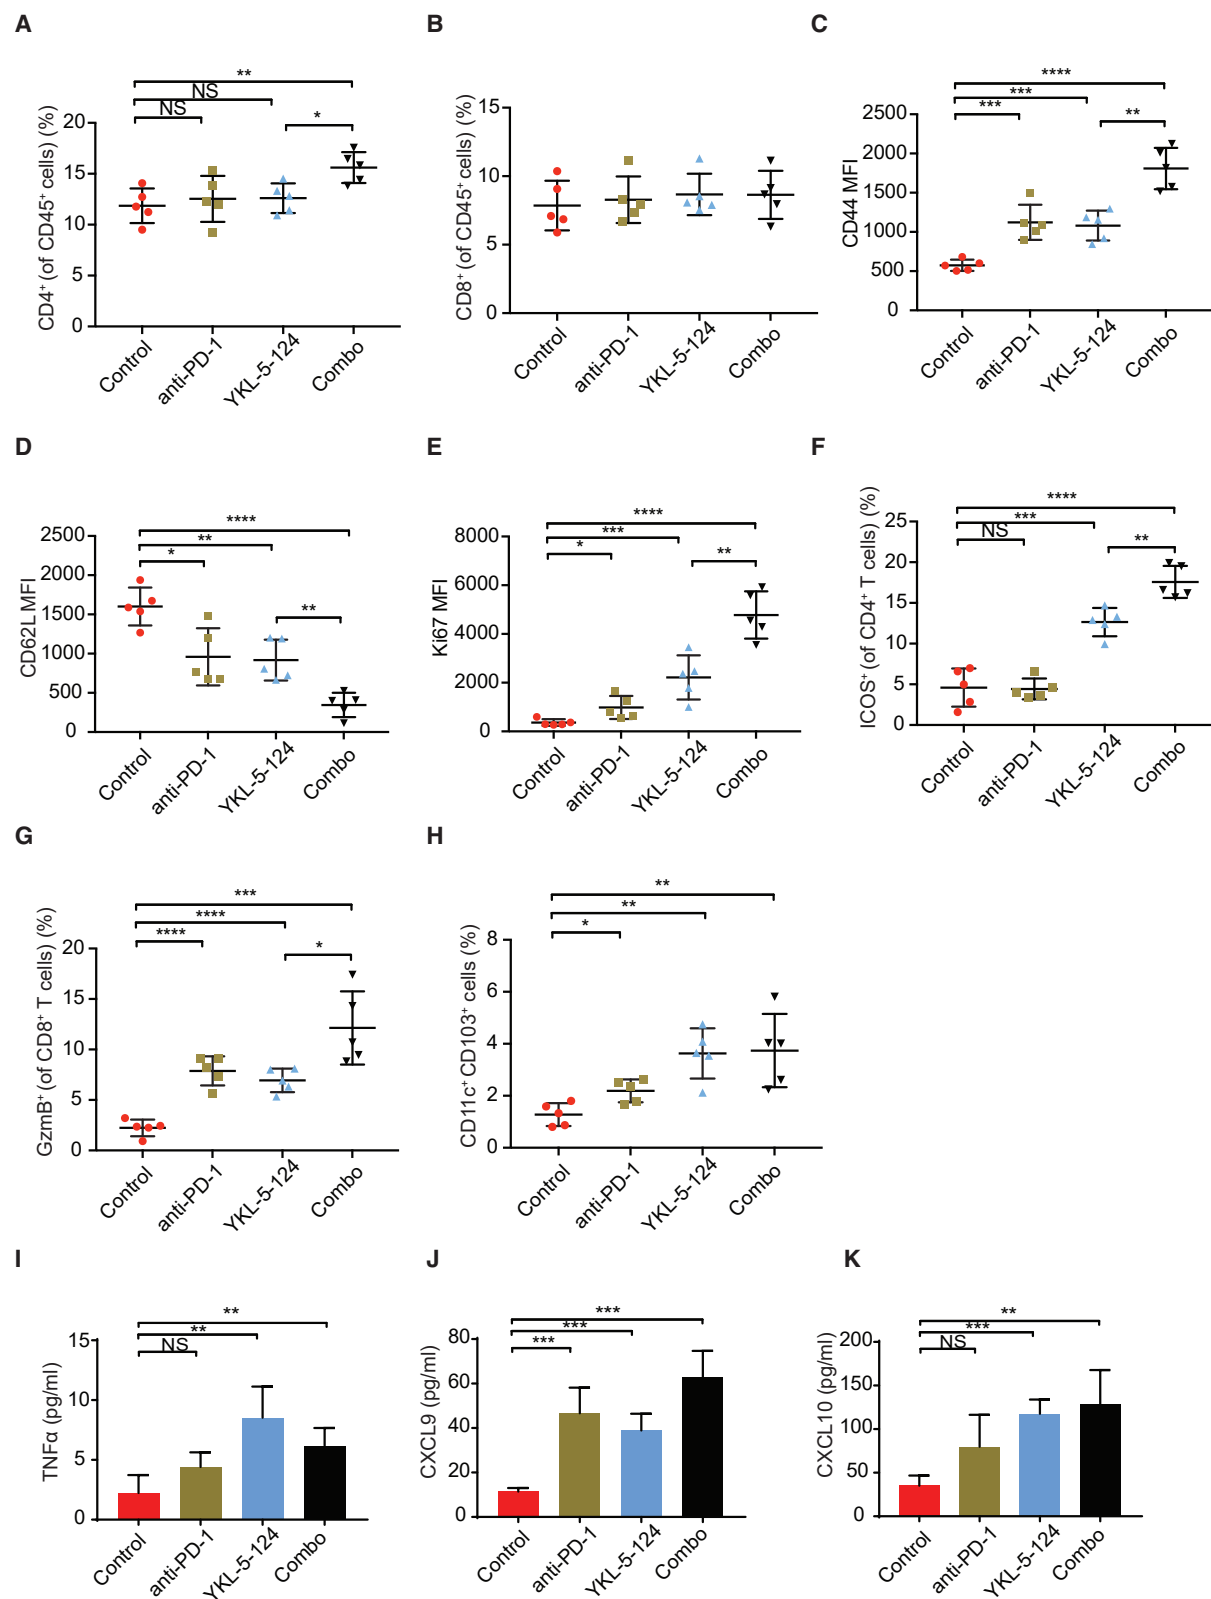 A
CD4⁺ (of CD45⁺ cells) (%)
**
NS
NS
*
20
15
10
5
0
Control
anti-PD-1
YKL-5-124
Combo
B
CD8⁺ (of CD45⁺ cells) (%)
15
10
5
0
Control
anti-PD-1
YKL-5-124
Combo
C
CD44 MFI
****
***
***
**
2500
2000
1500
1000
500
0
Control
anti-PD-1
YKL-5-124
Combo
D
CD62L MFI
****
**
*
**
2500
2000
1500
1000
500
0
Control
anti-PD-1
YKL-5-124
Combo
E
Ki67 MFI
****
***
*
**
8000
6000
4000
2000
0
Control
anti-PD-1
YKL-5-124
Combo
F
ICOS⁺ (of CD4⁺ T cells) (%)
****
***
NS
**
25
20
15
10
5
0
Control
anti-PD-1
YKL-5-124
Combo
G
GzmB⁺ (of CD8⁺ T cells) (%)
***
****
****
*
20
15
10
5
0
Control
anti-PD-1
YKL-5-124
Combo
H
CD11c⁺ CD103⁺ cells (%)
**
**
*
8
6
4
2
0
Control
anti-PD-1
YKL-5-124
Combo
I
TNFα (pg/ml)
**
**
NS
15
10
5
0
Control
anti-PD-1
YKL-5-124
Combo
J
CXCL9 (pg/ml)
***
***
***
80
60
40
20
0
Control
anti-PD-1
YKL-5-124
Combo
K
CXCL10 (pg/ml)
**
***
NS
200
150
100
50
0
Control
anti-PD-1
YKL-5-124
Combo